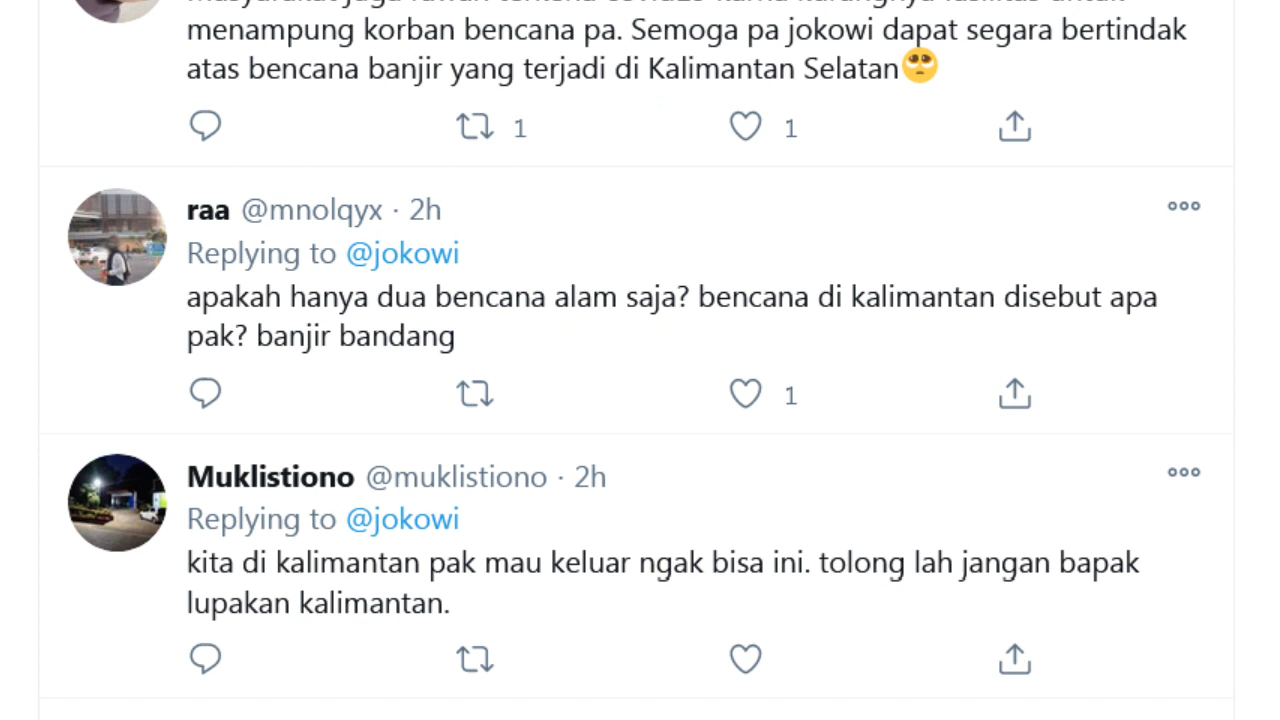 menampung korban bencana pa. Semoga pa jokowi dapat segara bertindak
atas bencana banjir yang terjadi di Kalimantan Selatan🥺
1 1
raa @mnolqyx · 2h
Replying to @jokowi
apakah hanya dua bencana alam saja? bencana di kalimantan disebut apa
pak? banjir bandang
1
Muklistiono @muklistiono · 2h
Replying to @jokowi
kita di kalimantan pak mau keluar ngak bisa ini. tolong lah jangan bapak
lupakan kalimantan.